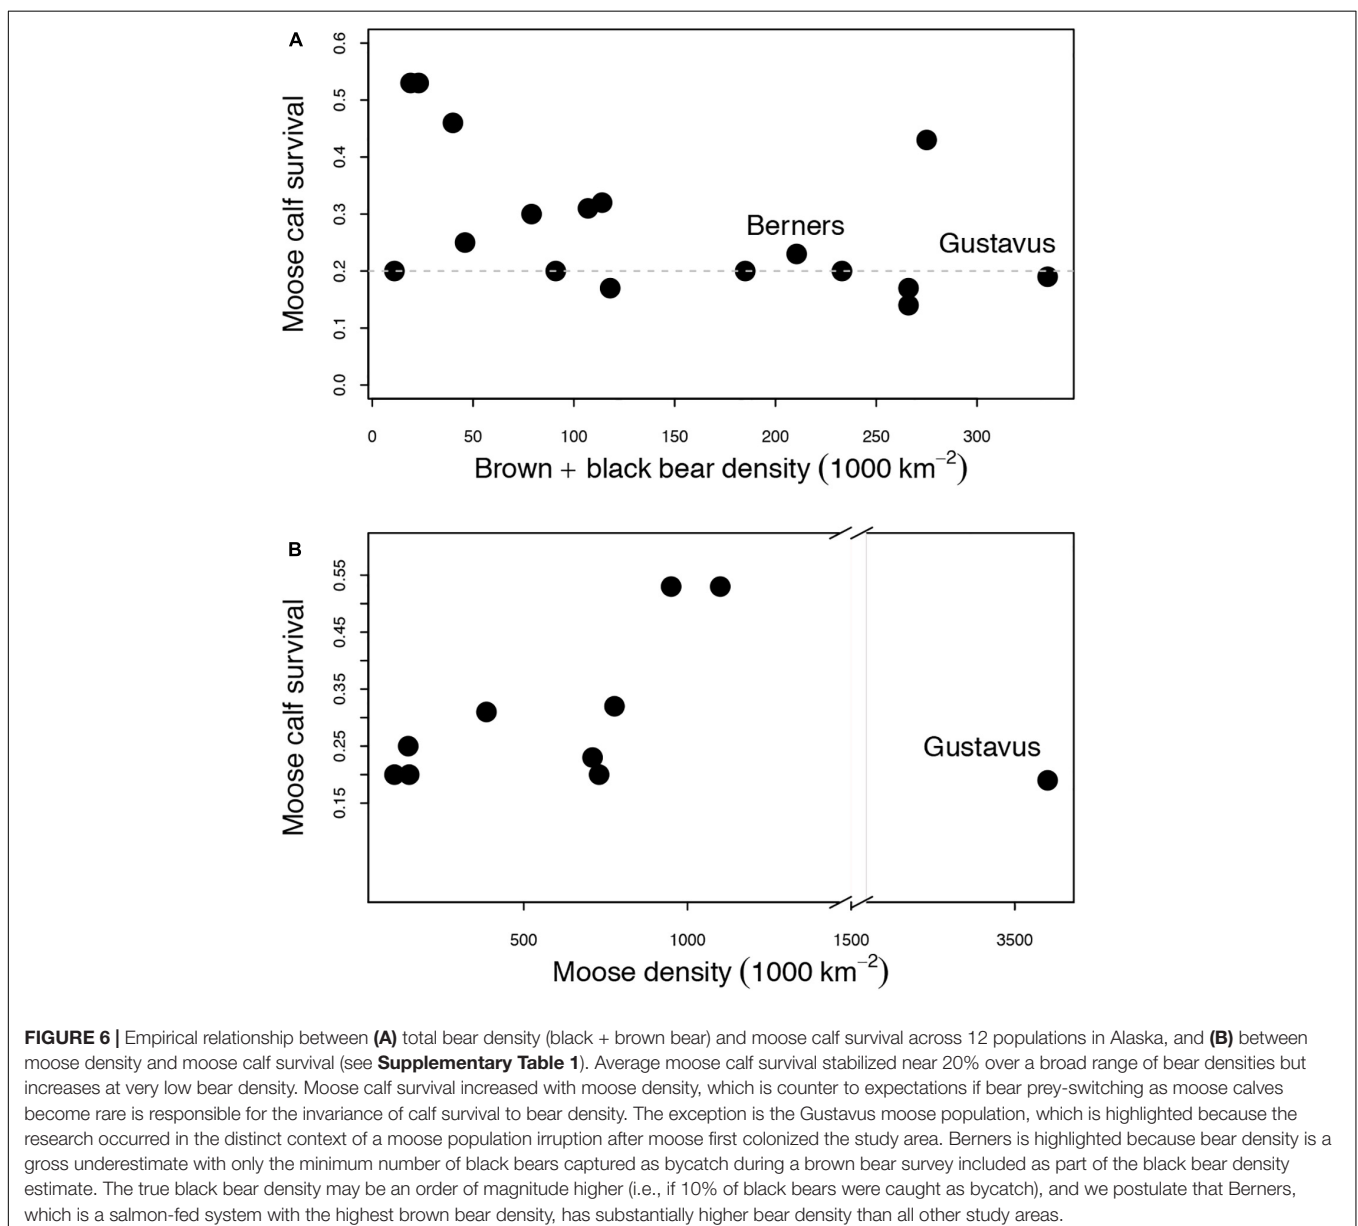 A
0.6
0.5
0.4
0.3
0.2
0.1
0.0
Moose calf survival
Berners
Gustavus
0 50 100 150 200 250 300
Brown + black bear density (1000 km−2)
B
0.55
0.45
0.35
0.25
0.15
Moose calf survival
Gustavus
500 1000 1500 3500
Moose density (1000 km−2)
FIGURE 6 | Empirical relationship between (A) total bear density (black + brown bear) and moose calf survival across 12 populations in Alaska, and (B) between
moose density and moose calf survival (see Supplementary Table 1). Average moose calf survival stabilized near 20% over a broad range of bear densities but
increases at very low bear density. Moose calf survival increased with moose density, which is counter to expectations if bear prey-switching as moose calves
become rare is responsible for the invariance of calf survival to bear density. The exception is the Gustavus moose population, which is highlighted because the
research occurred in the distinct context of a moose population irruption after moose first colonized the study area. Berners is highlighted because bear density is a
gross underestimate with only the minimum number of black bears captured as bycatch during a brown bear survey included as part of the black bear density
estimate. The true black bear density may be an order of magnitude higher (i.e., if 10% of black bears were caught as bycatch), and we postulate that Berners,
which is a salmon-fed system with the highest brown bear density, has substantially higher bear density than all other study areas.